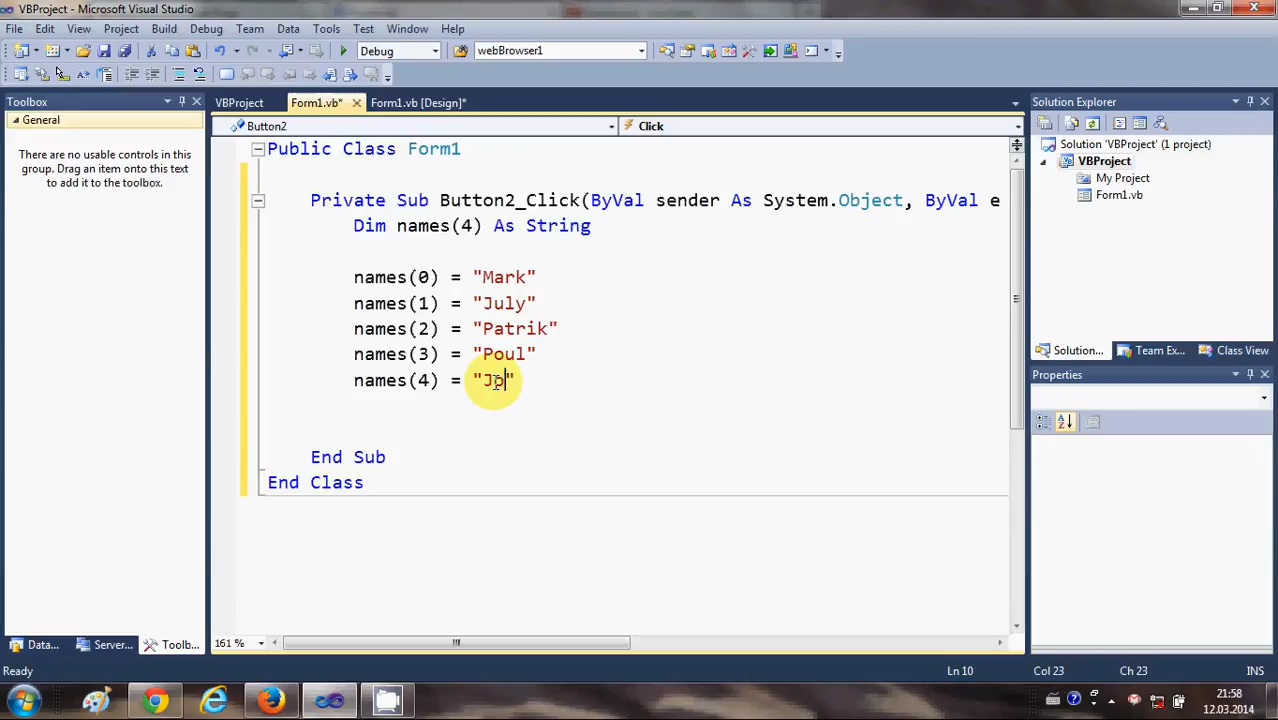 VBProject - Microsoft Visual Studio
File Edit View Project Build Debug Team Data Tools Test Window Help
Debug webBrowser1
Toolbox
General
There are no usable controls in this
group. Drag an item onto this text
to add it to the toolbox.
VBProject Form1.vb* Form1.vb [Design]*
Button2 Click
Public Class Form1
Private Sub Button2_Click(ByVal sender As System.Object, ByVal e
Dim names(4) As String
names(0) = "Mark"
names(1) = "July"
names(2) = "Patrik"
names(3) = "Poul"
names(4) = "Jo"
End Sub
End Class
161 %
Solution Explorer
Solution 'VBProject' (1 project)
VBProject
My Project
Form1.vb
Solution... Team Ex... Class View
Properties
Data... Server... Toolb...
Ready Ln 10 Col 23 Ch 23 INS
21:58
12.03.2014